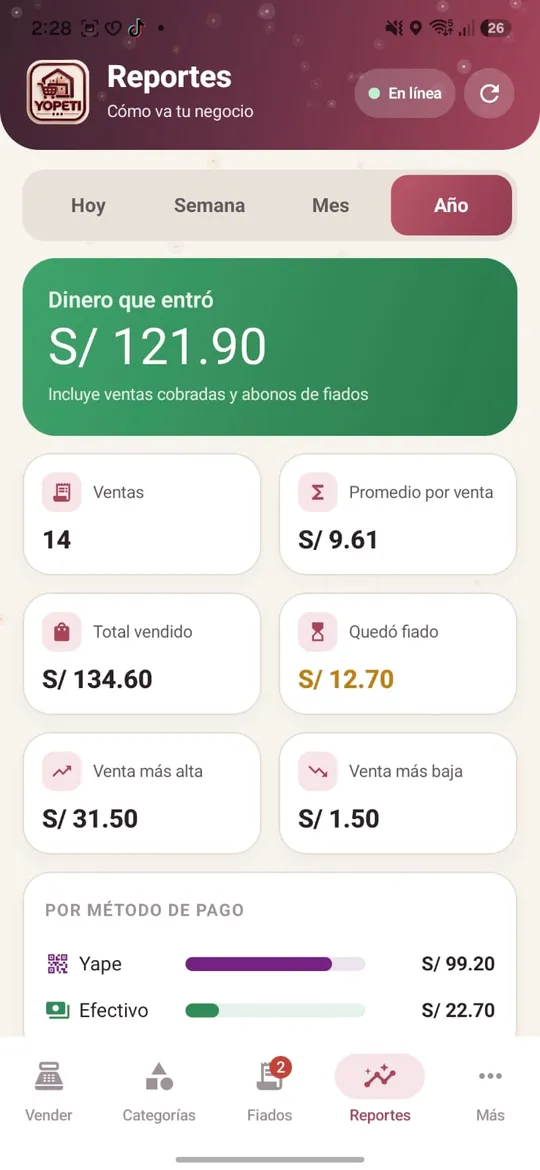 2:28
26
YOPETI
Reportes
Cómo va tu negocio
En línea
Hoy
Semana
Mes
Año
Dinero que entró
S/ 121.90
Incluye ventas cobradas y abonos de fiados
Ventas
14
Promedio por venta
S/ 9.61
Total vendido
S/ 134.60
Quedó fiado
S/ 12.70
Venta más alta
S/ 31.50
Venta más baja
S/ 1.50
POR MÉTODO DE PAGO
Yape
S/ 99.20
Efectivo
S/ 22.70
2
Vender
Categorías
Fiados
Reportes
Más